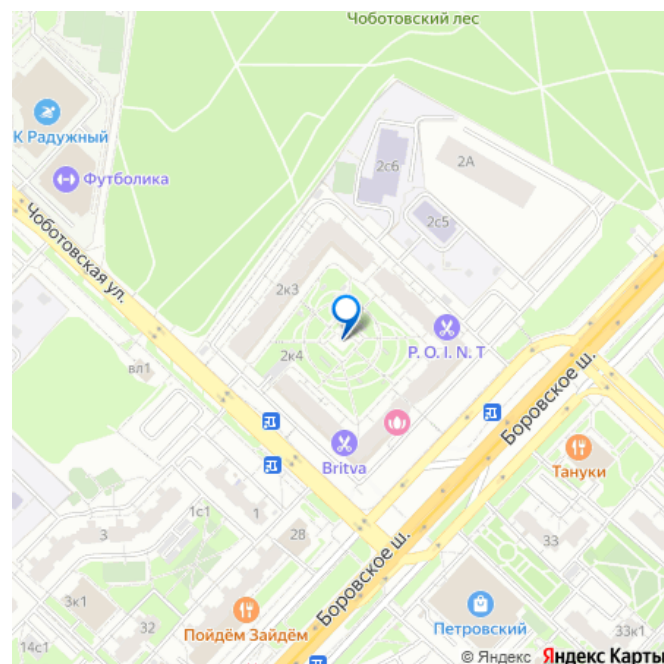 Чоботовский лес
К Радужный
2с6
2А
Футболика
2с5
Чоботовская ул.
2к3
P. O. I. N. T
Боровское ш.
2к4
вл1
Britva
Тануки
1с1
1
3
28
33
Боровское ш.
3к1
32
Пойдём Зайдём
Петровский
33к1
14с1
© Яндекс Яндекс Карты